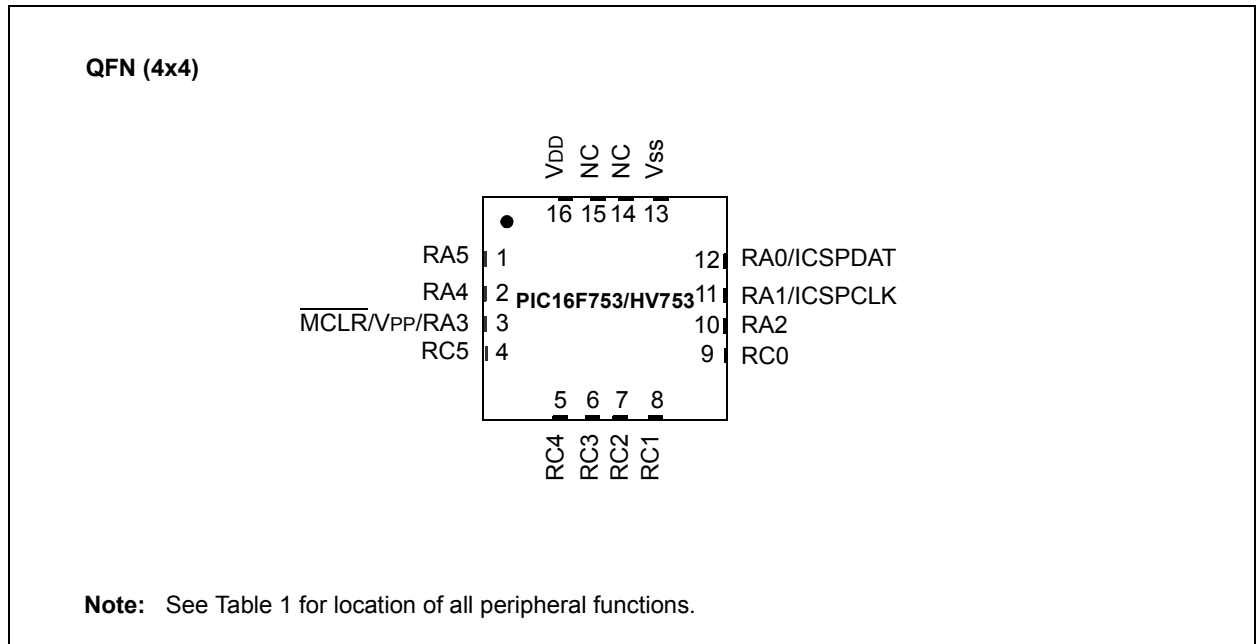 QFN (4x4)
VDD
NC
NC
Vss
16 15 14 13
RA5 1
RA4 2
MCLR/VPP/RA3 3
RC5 4
PIC16F753/HV753
12 RA0/ICSPDAT
11 RA1/ICSPCLK
10 RA2
9 RC0
5 6 7 8
RC4
RC3
RC2
RC1
Note: See Table 1 for location of all peripheral functions.